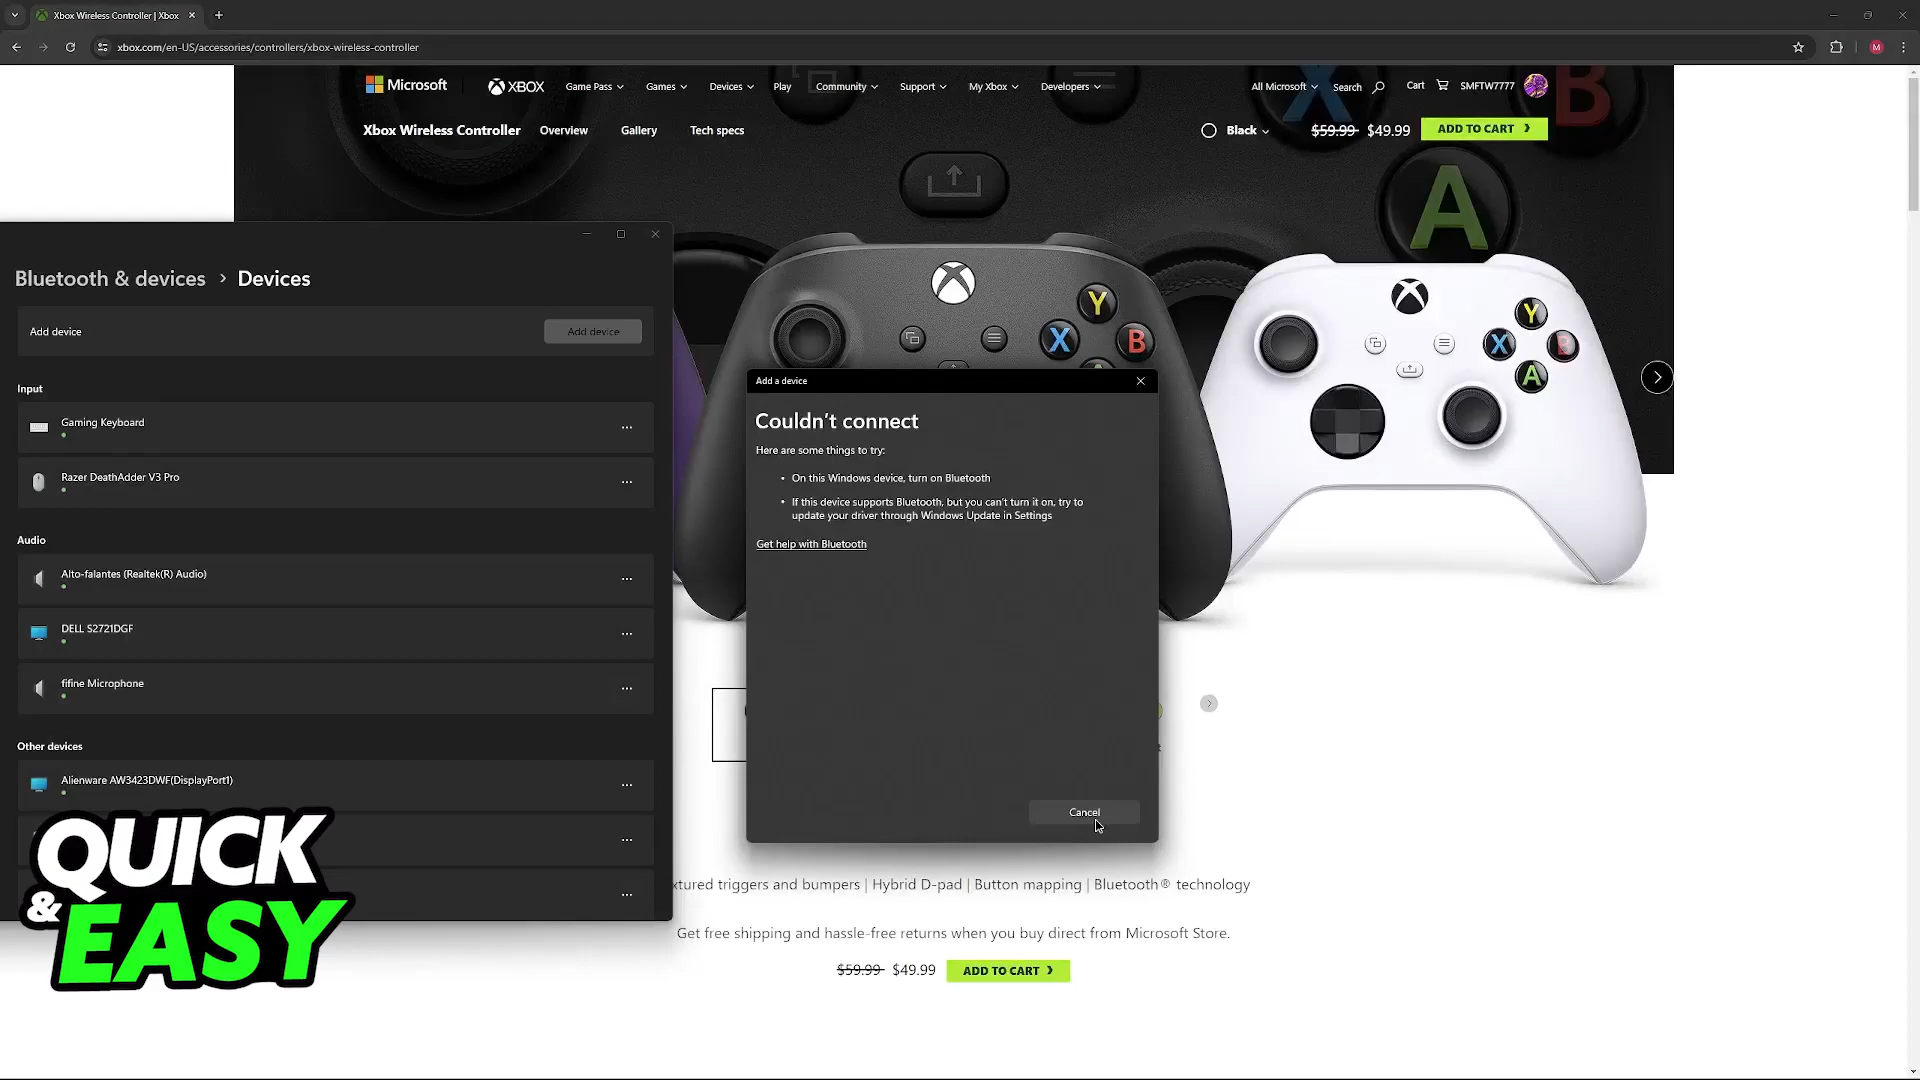 Xbox Wireless Controller | Xbox
xbox.com/en-US/accessories/controllers/xbox-wireless-controller
M
Microsoft
XBOX
Game Pass
Games
Devices
Play
Community
Support
My Xbox
Developers
All Microsoft
Search
Cart
SMFTW7777
Xbox Wireless Controller
Overview
Gallery
Tech specs
Black
$59.99 $49.99
ADD TO CART
X
B
A
Y
X
B
Y
X
B
A
Bluetooth & devices › Devices
Add device
Add device
Input
Gaming Keyboard
Razer DeathAdder V3 Pro
Audio
Alto-falantes (Realtek(R) Audio)
DELL S2721DGF
fifine Microphone
Other devices
Alienware AW3423DWF(DisplayPort1)
Add a device
Couldn't connect
Here are some things to try:
• On this Windows device, turn on Bluetooth
• If this device supports Bluetooth, but you can't turn it on, try to
update your driver through Windows Update in Settings
Get help with Bluetooth
Cancel
QUICK
& EASY
triggers and bumpers | Hybrid D-pad | Button mapping | Bluetooth® technology
Get free shipping and hassle-free returns when you buy direct from Microsoft Store.
$59.99 $49.99
ADD TO CART